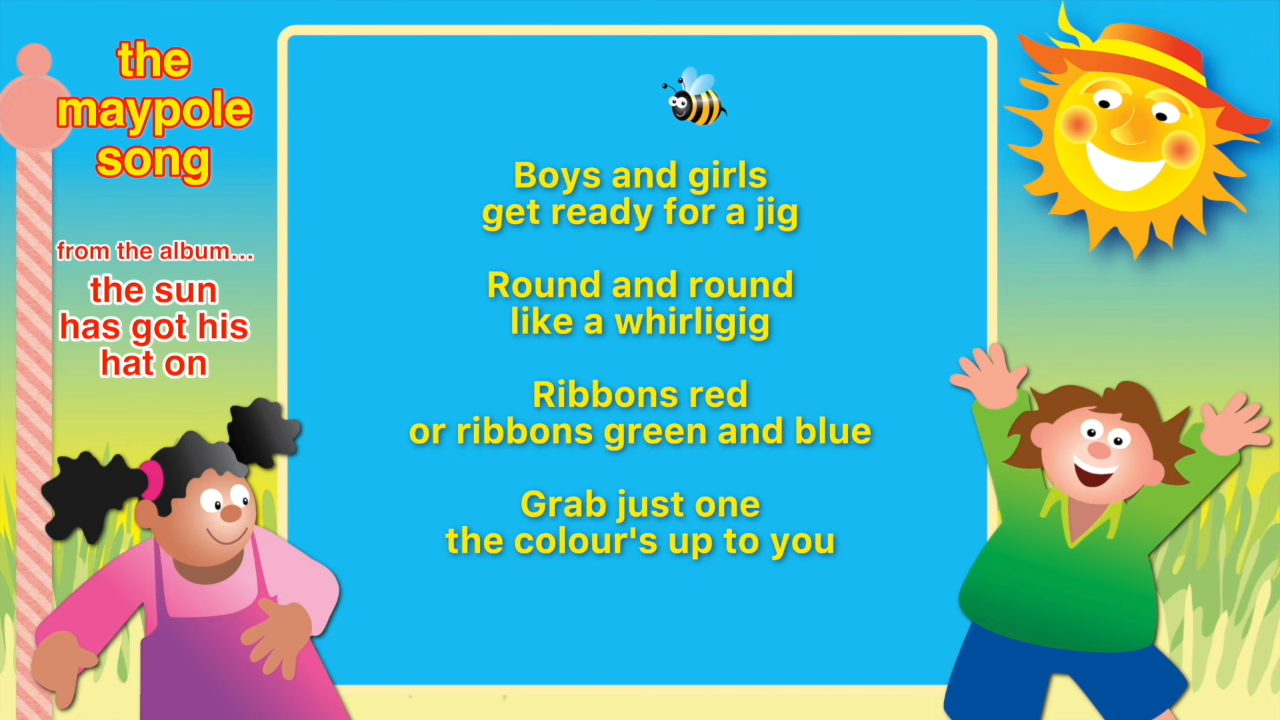 the
maypole
song
from the album...
the sun
has got his
hat on
Boys and girls
get ready for a jig
Round and round
like a whirligig
Ribbons red
or ribbons green and blue
Grab just one
the colour's up to you